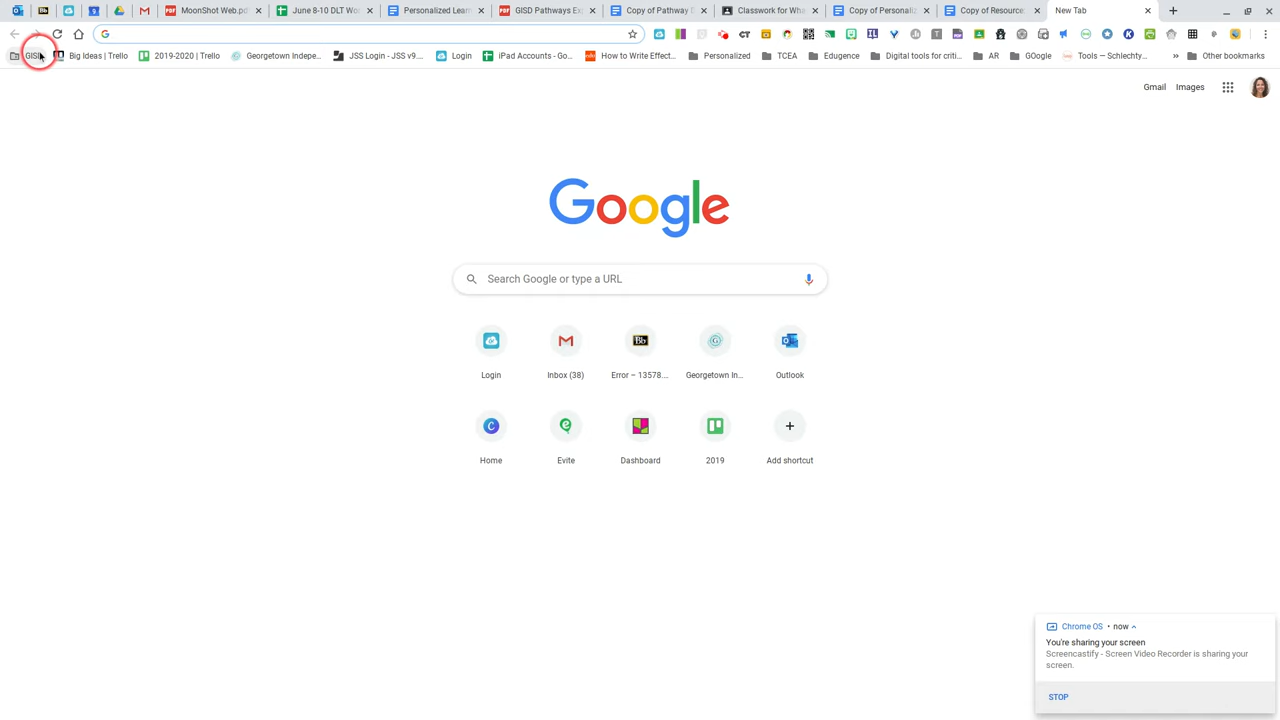 MoonShot Web.pd
June 8-10 DLT Wo
Personalized Learn
GISD Pathways Ex
Copy of Pathway D
Classwork for Wha
Copy of Personaliz
Copy of Resource
New Tab
GISD
Big Ideas | Trello
2019-2020 | Trello
Georgetown Indepe...
JSS Login - JSS v9....
Login
iPad Accounts - Go...
How to Write Effect...
Personalized
TCEA
Edugence
Digital tools for criti...
AR
GOogle
Tools — Schlechty...
»
Other bookmarks
Gmail
Images
Google
Search Google or type a URL
Login
Inbox (38)
Error – 13578....
Georgetown In...
Outlook
Home
Evite
Dashboard
2019
Add shortcut
Chrome OS • now
You're sharing your screen
Screencastify - Screen Video Recorder is sharing your
screen.
STOP